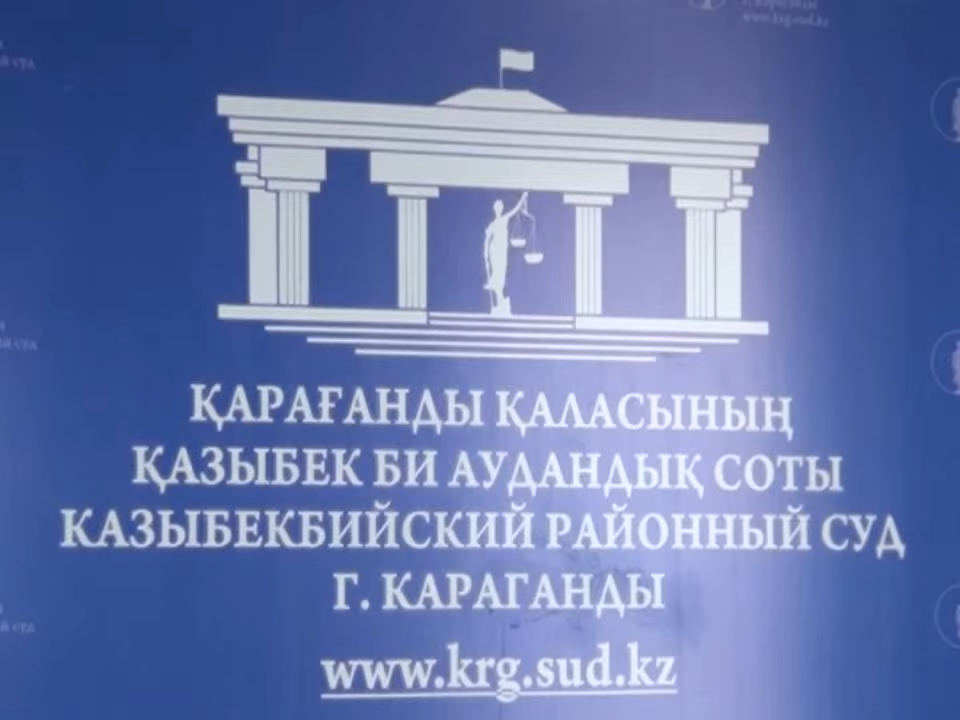 ҚАРАҒАНДЫ ҚАЛАСЫНЫҢ
ҚАЗЫБЕК БИ АУДАНДЫҚ СОТЫ
КАЗЫБЕКБИЙСКИЙ РАЙОННЫЙ СУД
Г. КАРАГАНДЫ
www.krg.sud.kz